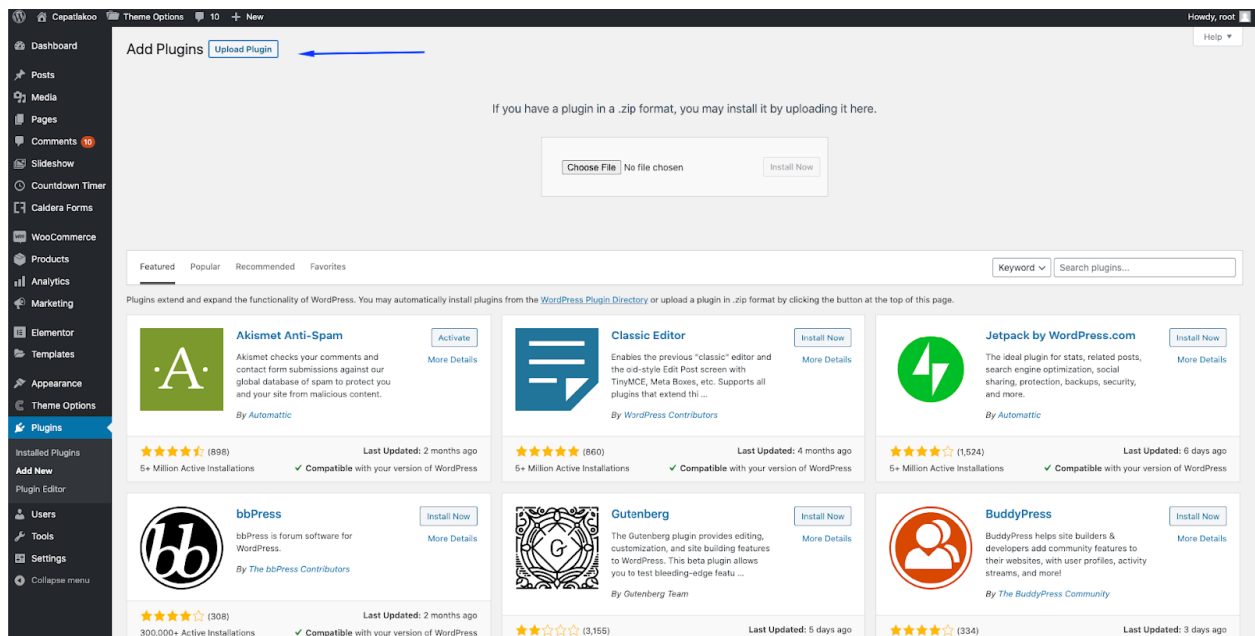 Cepatlakoo Theme Options 10 + New Howdy, root
Help ▼
Dashboard
Posts
Media
Pages
Comments 10
Slideshow
Countdown Timer
Caldera Forms
WooCommerce
Products
Analytics
Marketing
Elementor
Templates
Appearance
Theme Options
Plugins
Installed Plugins
Add New
Plugin Editor
Users
Tools
Settings
Collapse menu
Add Plugins Upload Plugin
If you have a plugin in a .zip format, you may install it by uploading it here.
Choose File No file chosen Install Now
Featured Popular Recommended Favorites Keyword Search plugins...
Plugins extend and expand the functionality of WordPress. You may automatically install plugins from the WordPress Plugin Directory or upload a plugin in .zip format by clicking the button at the top of this page.
·A·
Akismet Anti-Spam
Activate
More Details
Akismet checks your comments and
contact form submissions against our
global database of spam to protect you
and your site from malicious content.
By Automattic
(898)
Last Updated: 2 months ago
5+ Million Active Installations
✓ Compatible with your version of WordPress
Classic Editor
Install Now
More Details
Enables the previous "classic" editor and
the old-style Edit Post screen with
TinyMCE, Meta Boxes, etc. Supports all
plugins that extend thi ...
By WordPress Contributors
(860)
Last Updated: 4 months ago
5+ Million Active Installations
✓ Compatible with your version of WordPress
Jetpack by WordPress.com
Install Now
More Details
The ideal plugin for stats, related posts,
search engine optimization, social
sharing, protection, backups, security,
and more.
By Automattic
(1,524)
Last Updated: 6 days ago
5+ Million Active Installations
✓ Compatible with your version of WordPress
bb
bbPress
Install Now
More Details
bbPress is forum software for
WordPress.
By The bbPress Contributors
(308)
Last Updated: 2 months ago
300,000+ Active Installations
✓ Compatible with your version of WordPress
G
Gutenberg
Install Now
More Details
The Gutenberg plugin provides editing,
customization, and site building features
to WordPress. This beta plugin allows
you to test bleeding-edge featu ...
By Gutenberg Team
(3,155)
Last Updated: 5 days ago
BuddyPress
Install Now
More Details
BuddyPress helps site builders &
developers add community features to
their websites, with user profiles, activity
streams, and more!
By The BuddyPress Community
(334)
Last Updated: 3 days ago